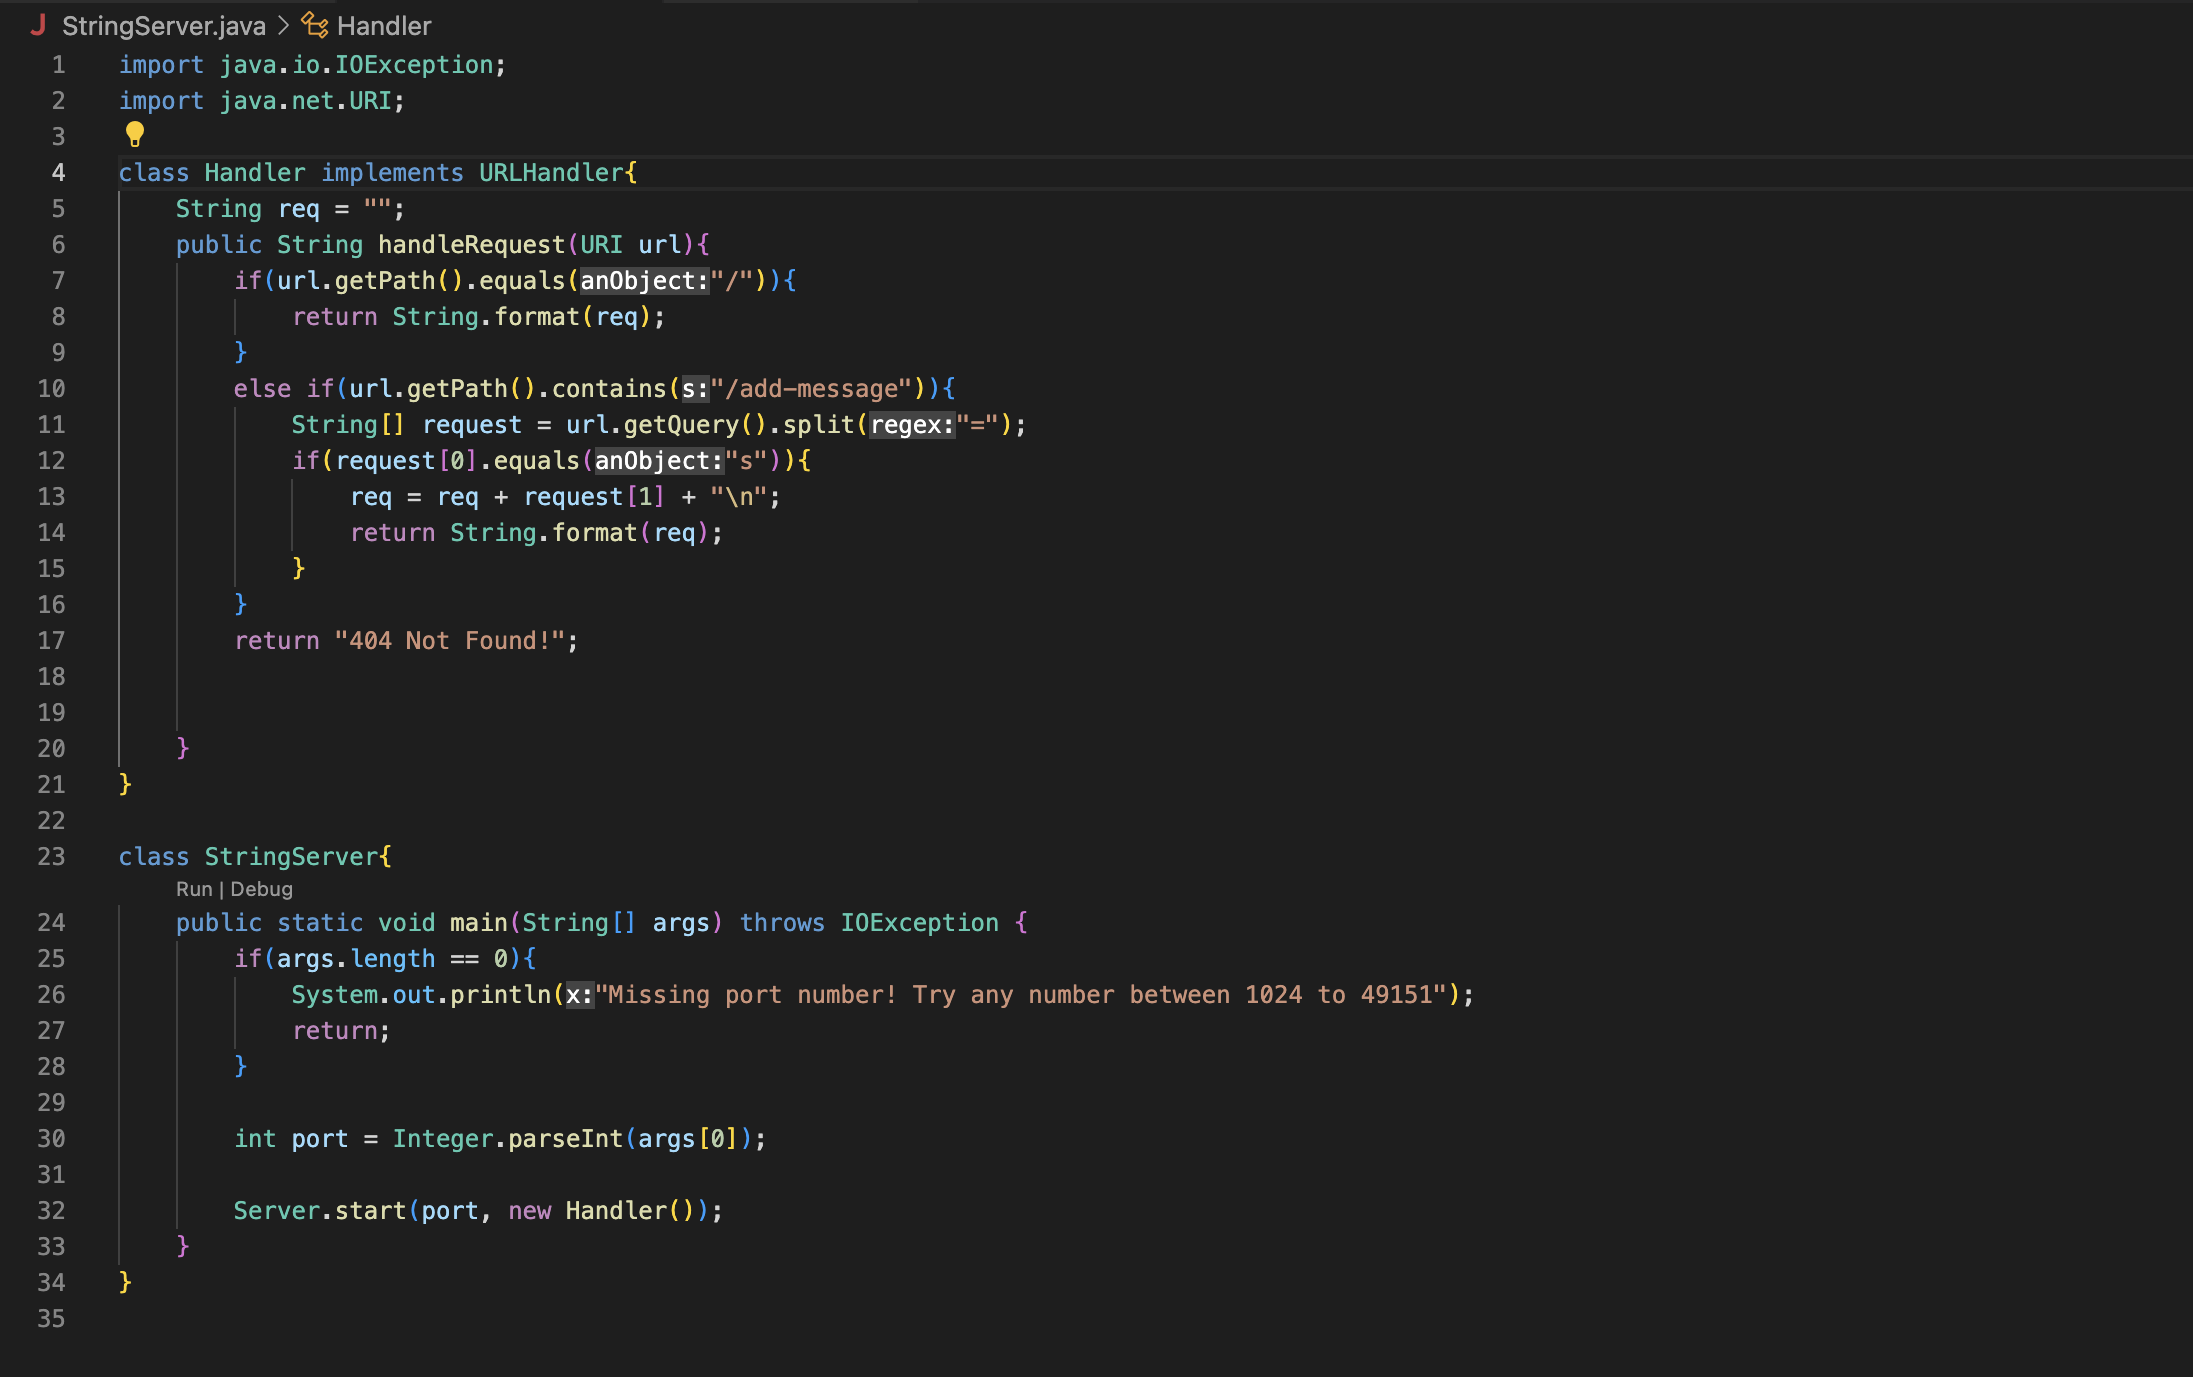 StringServer.java > Handler
1 import java.io.IOException;
2 import java.net.URI;
3
4 class Handler implements URLHandler{
5     String req = "";
6     public String handleRequest(URI url){
7         if(url.getPath().equals(anObject:"/")){
8             return String.format(req);
9         }
10         else if(url.getPath().contains(s:"/add-message")){
11             String[] request = url.getQuery().split(regex:"=");
12             if(request[0].equals(anObject:"s")){
13                 req = req + request[1] + "\n";
14                 return String.format(req);
15             }
16         }
17         return "404 Not Found!";
18
19
20     }
21 }
22
23 class StringServer{
Run | Debug
24     public static void main(String[] args) throws IOException {
25         if(args.length == 0){
26             System.out.println(x:"Missing port number! Try any number between 1024 to 49151");
27             return;
28         }
29
30         int port = Integer.parseInt(args[0]);
31
32         Server.start(port, new Handler());
33     }
34 }
35